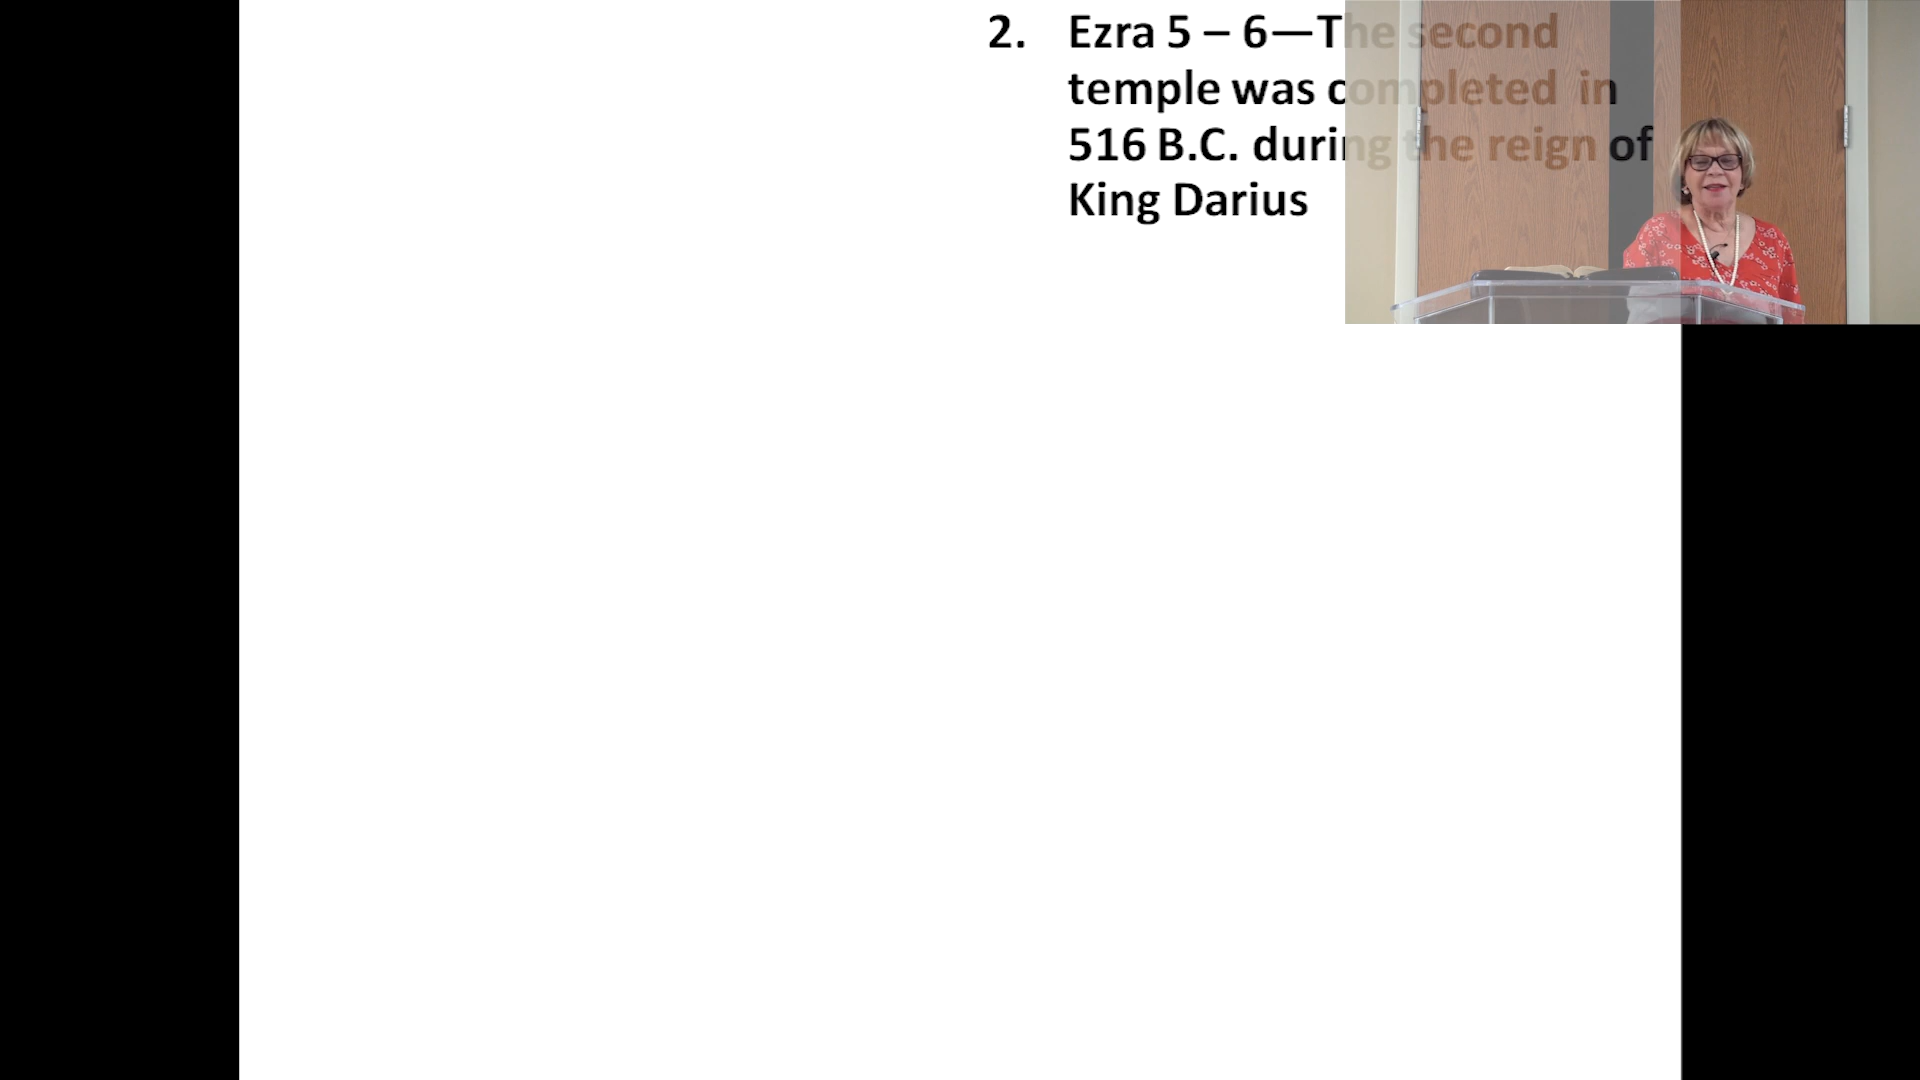 2. Ezra 5 – 6—The second
temple was completed in
516 B.C. during the reign of
King Darius